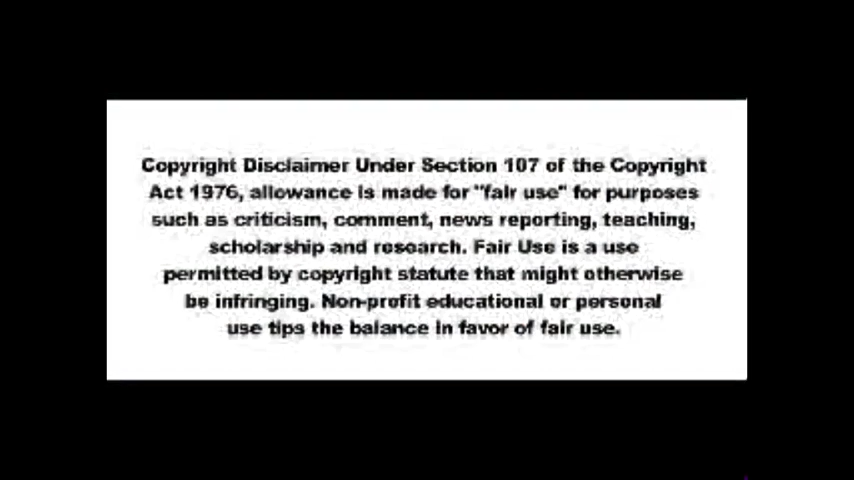 Copyright Disclaimer Under Section 107 of the Copyright
Act 1976, allowance is made for "fair use" for purposes
such as criticism, comment, news reporting, teaching,
scholarship and research. Fair Use is a use
permitted by copyright statute that might otherwise
be infringing. Non-profit educational or personal
use tips the balance in favor of fair use.